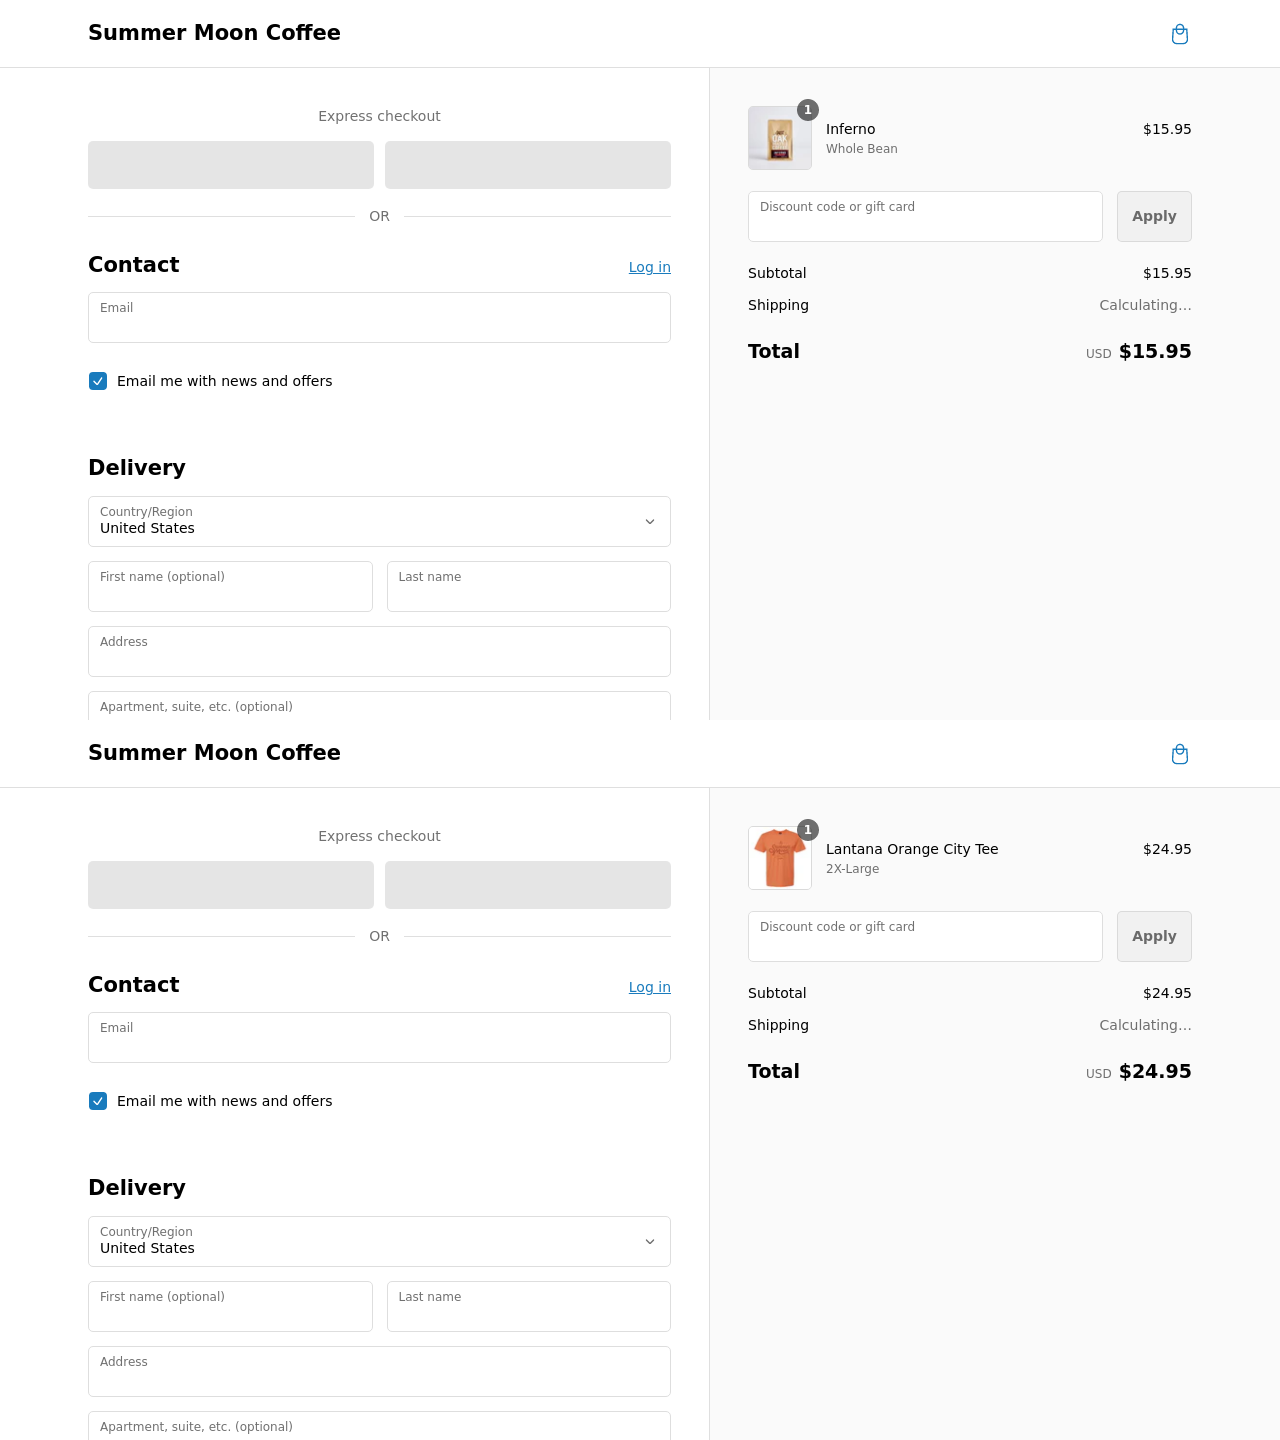 Summer Moon Coffee
Express checkout
OR
Contact
Log in
Email
Email me with news and offers
Delivery
Country/Region
United States
First name (optional)
Last name
Address
Apartment, suite, etc. (optional)
1
Inferno
$15.95
Whole Bean
Discount code or gift card
Apply
Subtotal
$15.95
Shipping
Calculating...
Total
USD $15.95
Summer Moon Coffee
Express checkout
OR
Contact
Log in
Email
Email me with news and offers
Delivery
Country/Region
United States
First name (optional)
Last name
Address
Apartment, suite, etc. (optional)
1
Lantana Orange City Tee
$24.95
2X-Large
Discount code or gift card
Apply
Subtotal
$24.95
Shipping
Calculating...
Total
USD $24.95